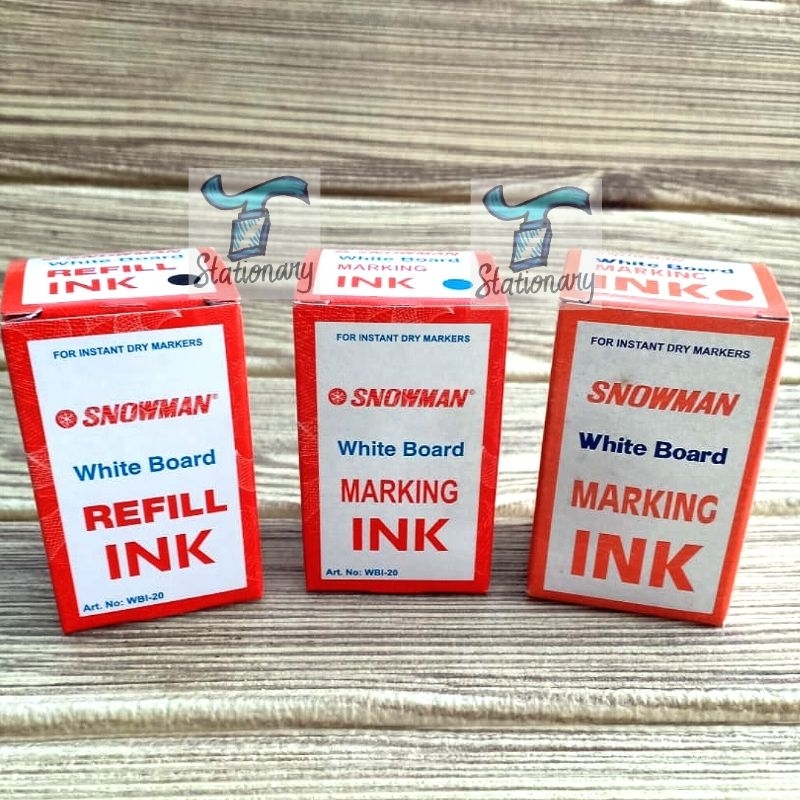 White Board
REFILL
INK
FOR INSTANT DRY MARKERS
SNOWMAN®
White Board
REFILL
INK
Art. No: WBI-20
White Board
MARKING
INK
FOR INSTANT DRY MARKERS
SNOWMAN®
White Board
MARKING
INK
Art. No: WBI-20
White Board
MARKING
INK
FOR INSTANT DRY MARKERS
SNOWMAN
White Board
MARKING
INK
Stationary
Stationary